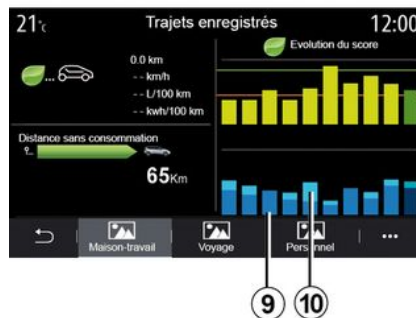 21°c
Trajets enregistrés
12:00
Evolution du score
0.0 km
-- km/h
-- L/100 km
-- kwh/100 km
Distance sans consommation
65Km
Maison-travail
Voyage
Personnel
9
10